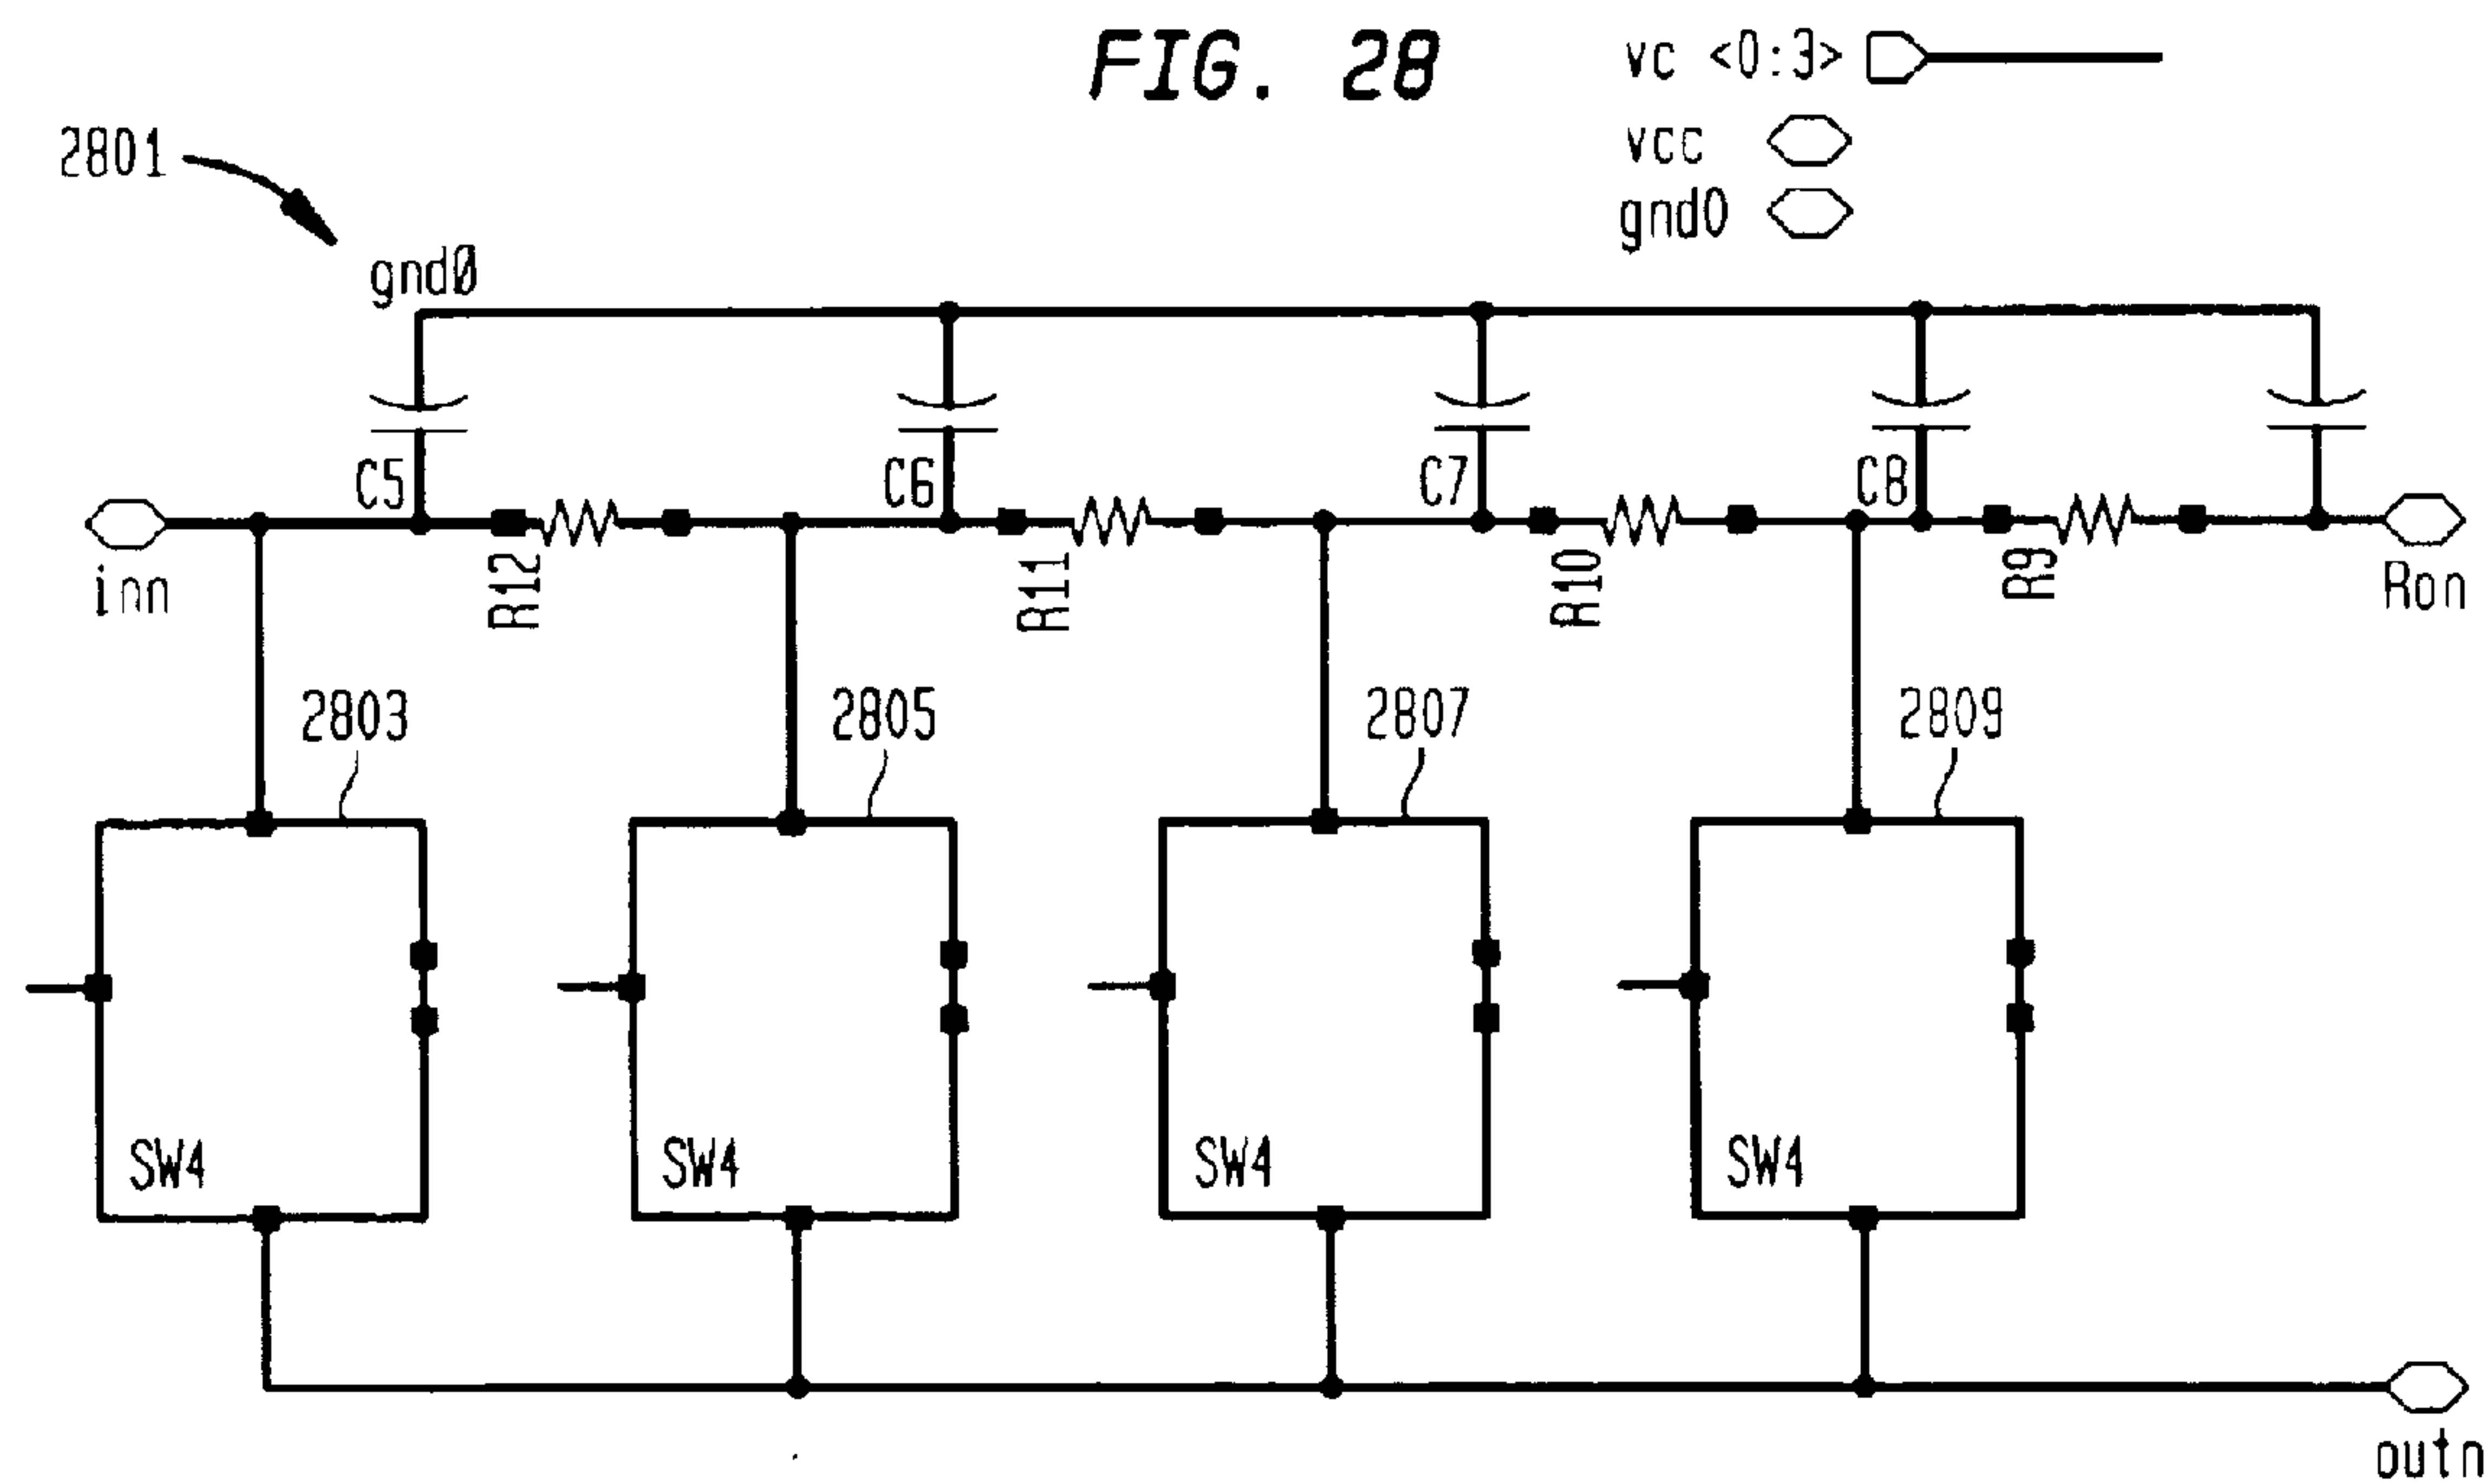 FIG. 28
vc <0:3>
vcc
gnd0
2801
gnd0
C5
C6
C7
C8
inn
R12
R11
R10
R9
Ron
2803
2805
2807
2809
SW4
SW4
SW4
SW4
outn